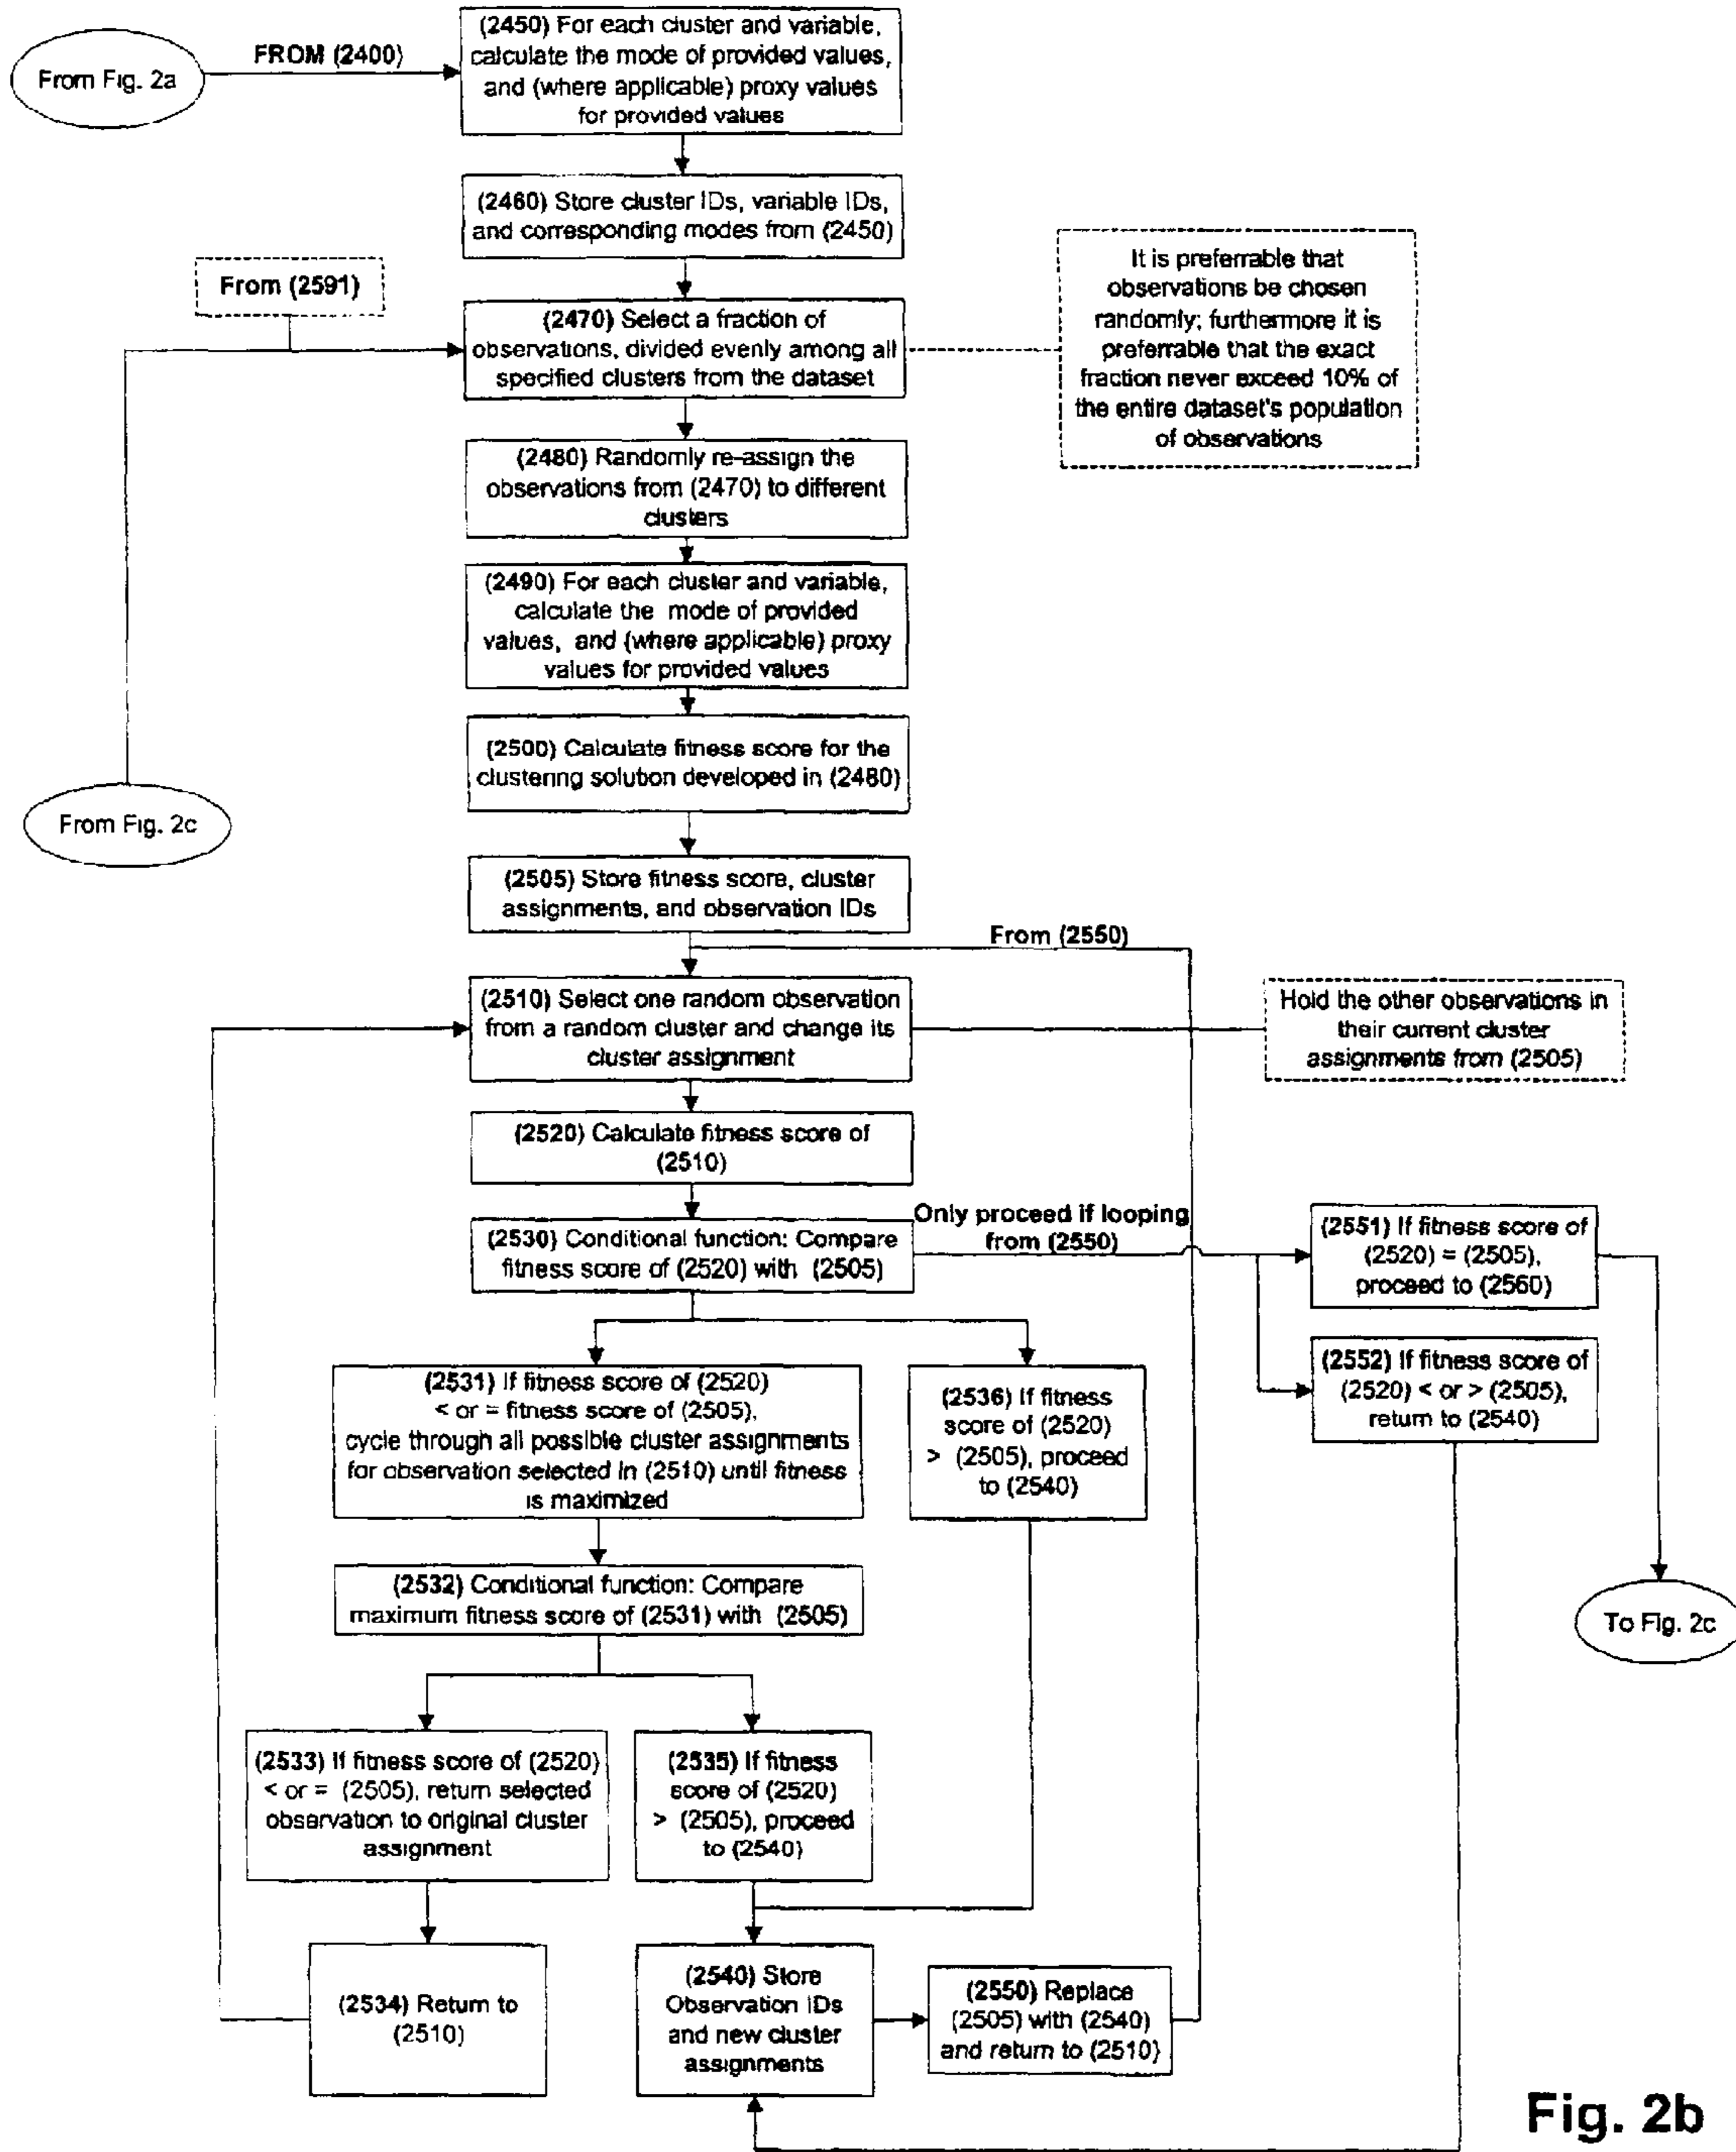 From Fig. 2a
FROM (2400)
(2450) For each cluster and variable,
calculate the mode of provided values,
and (where applicable) proxy values
for provided values
(2460) Store cluster IDs, variable IDs,
and corresponding modes from (2450)
From (2591)
(2470) Select a fraction of
observations, divided evenly among all
specified clusters from the dataset
It is preferrable that
observations be chosen
randomly; furthermore it is
preferrable that the exact
fraction never exceed 10% of
the entire dataset's population
of observations
(2480) Randomly re-assign the
observations from (2470) to different
clusters
(2490) For each cluster and variable,
calculate the mode of provided
values, and (where applicable) proxy
values for provided values
(2500) Calculate fitness score for the
clustering solution developed in (2480)
From Fig. 2c
(2505) Store fitness score, cluster
assignments, and observation IDs
From (2550)
(2510) Select one random observation
from a random cluster and change its
cluster assignment
Hold the other observations in
their current cluster
assignments from (2505)
(2520) Calculate fitness score of
(2510)
(2530) Conditional function: Compare
fitness score of (2520) with (2505)
Only proceed if looping
from (2550)
(2551) If fitness score of
(2520) = (2505),
proceed to (2560)
(2552) If fitness score of
(2520) < or > (2505),
return to (2540)
(2531) If fitness score of (2520)
< or = fitness score of (2505),
cycle through all possible cluster assignments
for observation selected in (2510) until fitness
is maximized
(2536) If fitness
score of (2520)
> (2505), proceed
to (2540)
(2532) Conditional function: Compare
maximum fitness score of (2531) with (2505)
To Fig. 2c
(2533) If fitness score of (2520)
< or = (2505), return selected
observation to original cluster
assignment
(2535) If fitness
score of (2520)
> (2505), proceed
to (2540)
(2534) Return to
(2510)
(2540) Store
Observation IDs
and new cluster
assignments
(2550) Replace
(2505) with (2540)
and return to (2510)
Fig. 2b